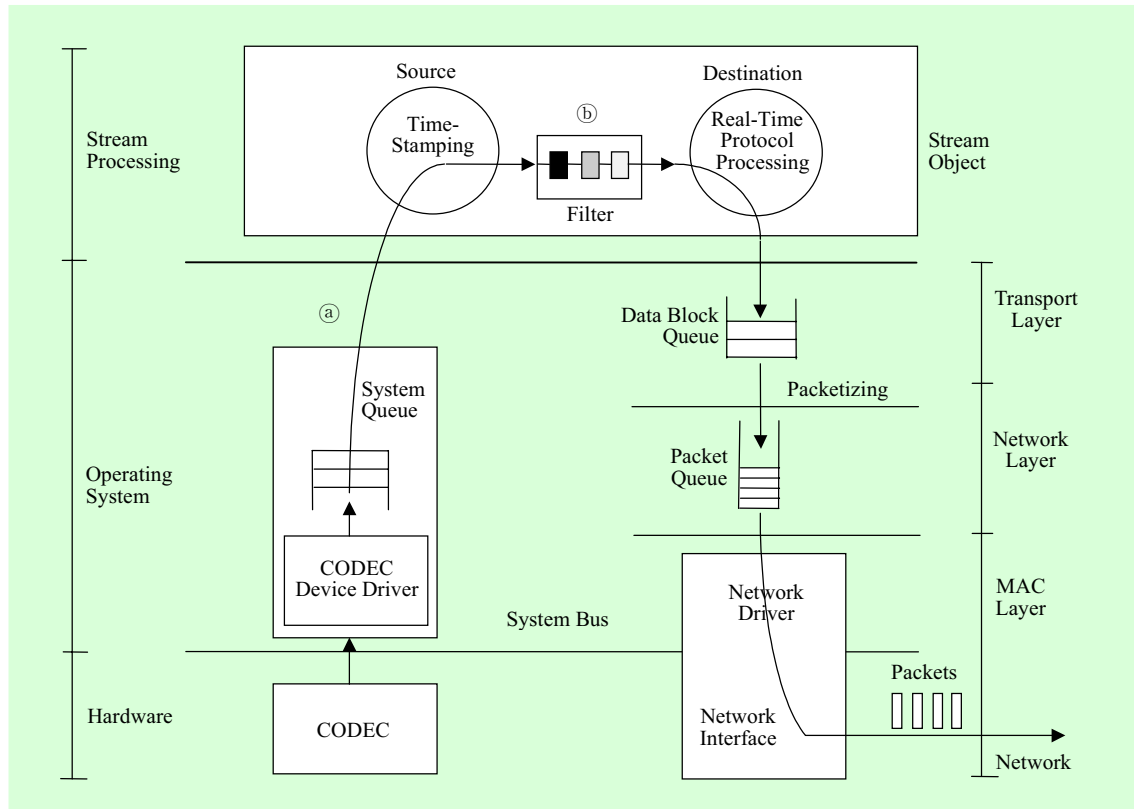 Source
Destination
ⓑ
Time-
Stamping
Real-Time
Protocol
Processing
Stream
Processing
Stream
Object
Filter
ⓐ
Data Block
Queue
Transport
Layer
System
Queue
Packetizing
Packet
Queue
Network
Layer
Operating
System
CODEC
Device Driver
Network
Driver
MAC
Layer
System Bus
Packets
Hardware
CODEC
Network
Interface
Network